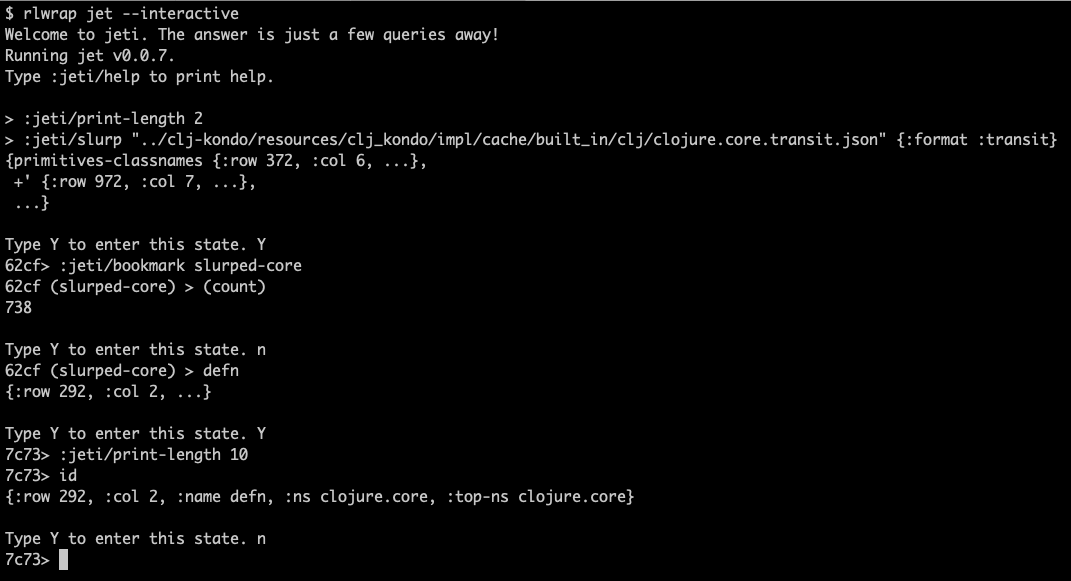 $ rlwrap jet --interactive
Welcome to jeti. The answer is just a few queries away!
Running jet v0.0.7.
Type :jeti/help to print help.
> :jeti/print-length 2
> :jeti/slurp "../clj-kondo/resources/clj_kondo/impl/cache/built_in/clj/clojure.core.transit.json" {:format :transit}
{primitives-classnames {:row 372, :col 6, ...},
 +' {:row 972, :col 7, ...},
 ...}
Type Y to enter this state. Y
62cf> :jeti/bookmark slurped-core
62cf (slurped-core) > (count)
738
Type Y to enter this state. n
62cf (slurped-core) > defn
{:row 292, :col 2, ...}
Type Y to enter this state. Y
7c73> :jeti/print-length 10
7c73> id
{:row 292, :col 2, :name defn, :ns clojure.core, :top-ns clojure.core}
Type Y to enter this state. n
7c73>